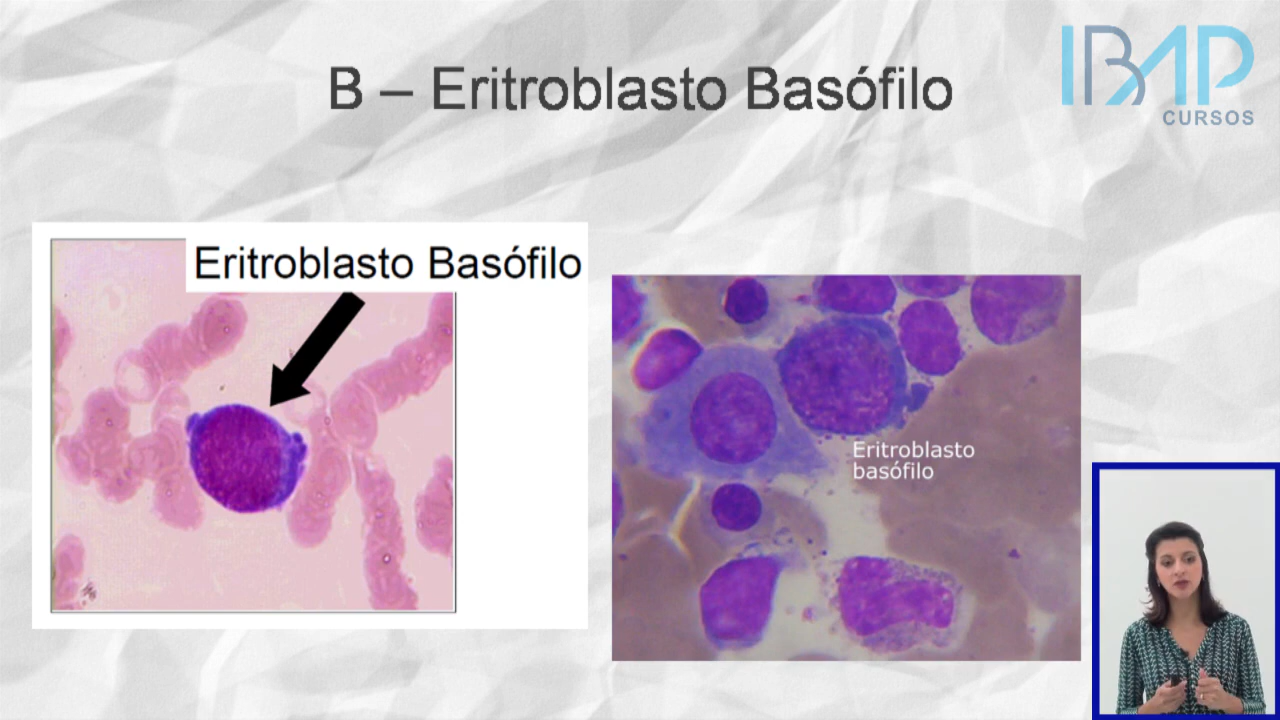 B – Eritroblasto Basófilo
IBAP
CURSOS
Eritroblasto Basófilo
Eritroblasto
basófilo